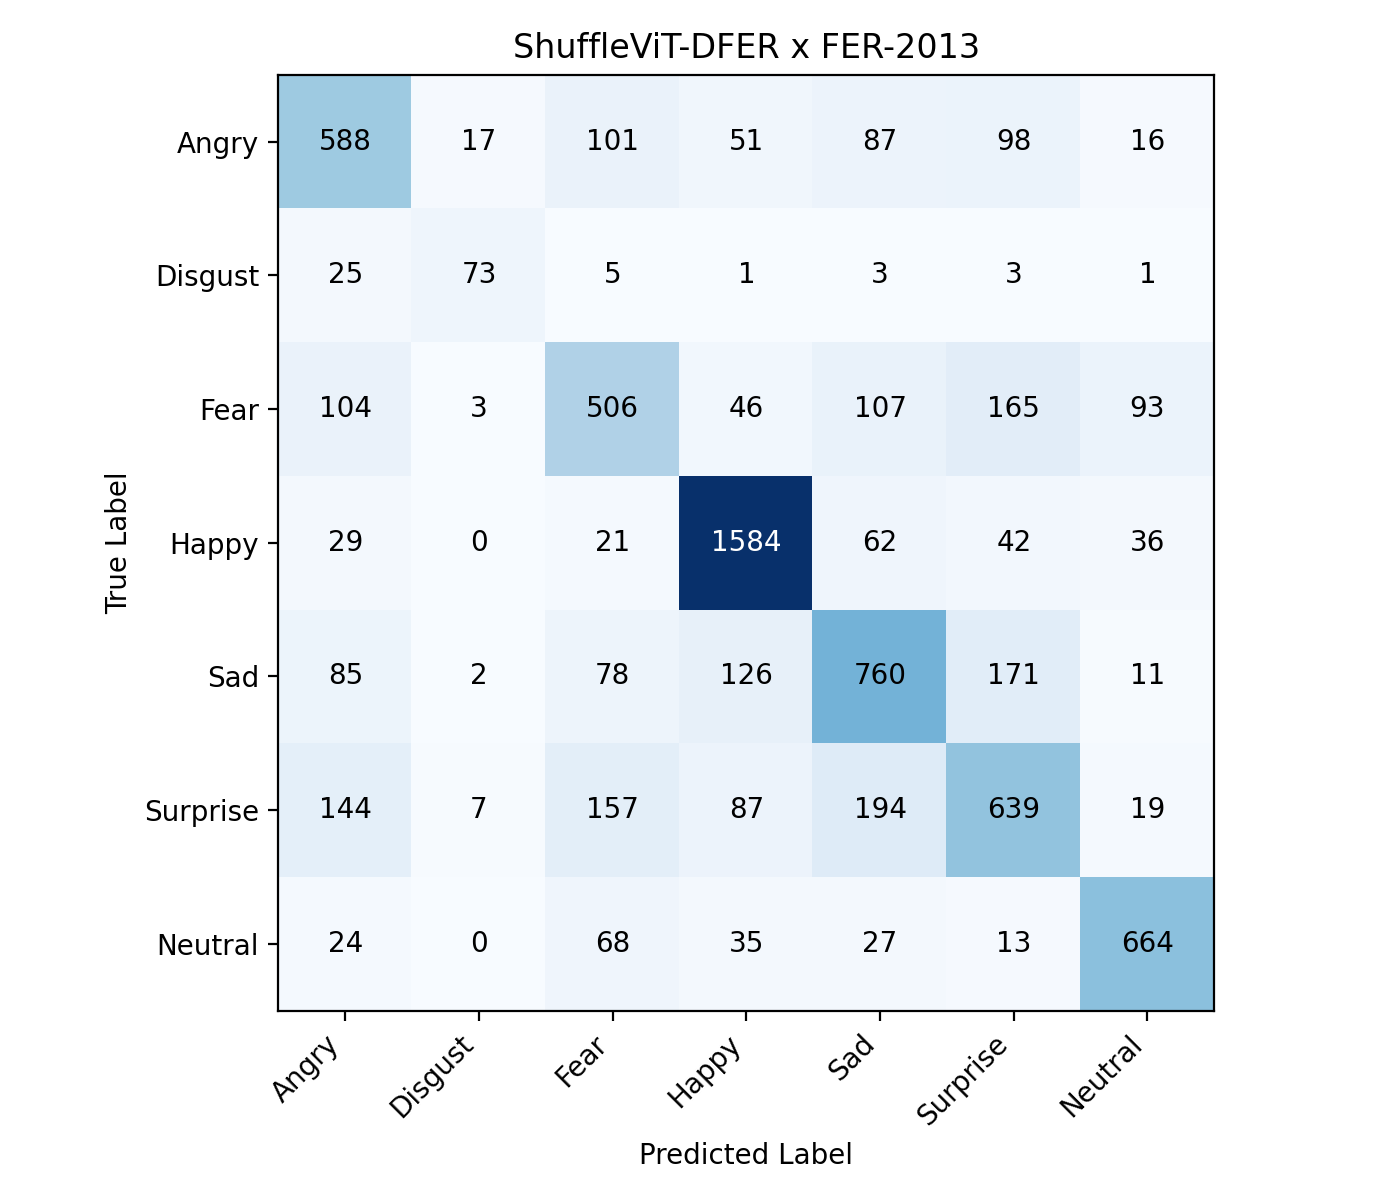 ShuffleViT-DFER x FER-2013
Angry 588 17 101 51 87 98 16
Disgust 25 73 5 1 3 3 1
Fear 104 3 506 46 107 165 93
Happy 29 0 21 1584 62 42 36
Sad 85 2 78 126 760 171 11
Surprise 144 7 157 87 194 639 19
Neutral 24 0 68 35 27 13 664
True Label
Angry Disgust Fear Happy Sad Surprise Neutral
Predicted Label